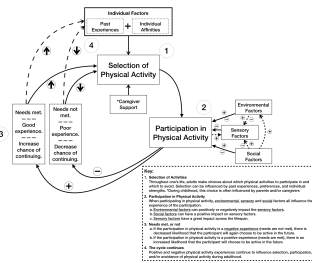 Individual Factors
Past
Experiences
+
Individual
Affinities
4
1
Selection of
Physical Activity
*Caregiver
Support
2
Participation in
Physical Activity
Environmental
Factors
Sensory
Factors
Social
Factors
3
Needs met.
Good
experience.
Increase
chance of
continuing.
Needs not
met.
Poor
experience.
Decrease
chance of
continuing.
+
−
Key:
1. Selection of Activities
Throughout one's life, adults make choices about which physical activities to participate in and
which to avoid. Selection can be influenced by past experiences, preferences, and individual
strengths. *During childhood, this choice is often influenced by parents and/or caregivers
2. Participation in Physical Activity
When participating in physical activity, environmental, sensory and social factors all influence the
experience of the participation.
a. Environmental factors can positively or negatively impact the sensory factors.
b. Social factors can have a positive impact on sensory factors.
c. Sensory factors have a great impact across the lifespan.
3. Needs met, or not
a. If the participation in physical activity is a negative experience (needs are not met), there is
decreased likelihood that the participant will again choose to be active in the future.
b. If the participation in physical activity is a positive experience (needs are met), there is an
increased likelihood that the participant will choose to be active in the future.
4. The cycle continues
Positive and negative physical activity experiences continue to influence selection, participation,
and/or avoidance of physical activity during adulthood.